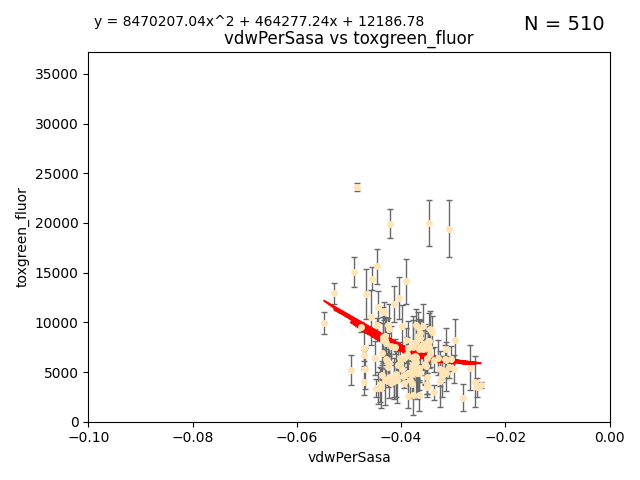 y = 8470207.04x^2 + 464277.24x + 12186.78
N = 510
vdwPerSasa vs toxgreen_fluor
35000
30000
25000
20000
15000
10000
5000
0
toxgreen_fluor
−0.10 −0.08 −0.06 −0.04 −0.02 0.00
vdwPerSasa